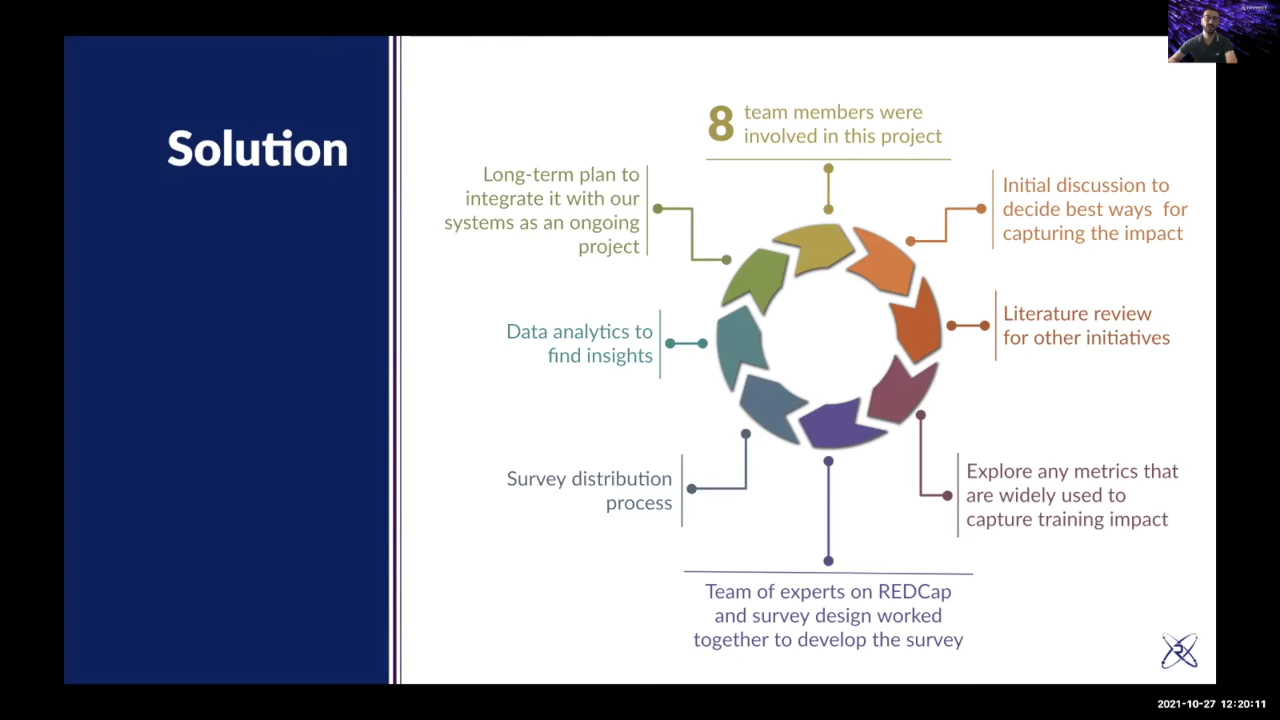 Solution
8 team members were
involved in this project
Initial discussion to
decide best ways for
capturing the impact
Literature review
for other initiatives
Explore any metrics that
are widely used to
capture training impact
Team of experts on REDCap
and survey design worked
together to develop the survey
Survey distribution
process
Data analytics to
find insights
Long-term plan to
integrate it with our
systems as an ongoing
project
2021-10-27 12:20:11